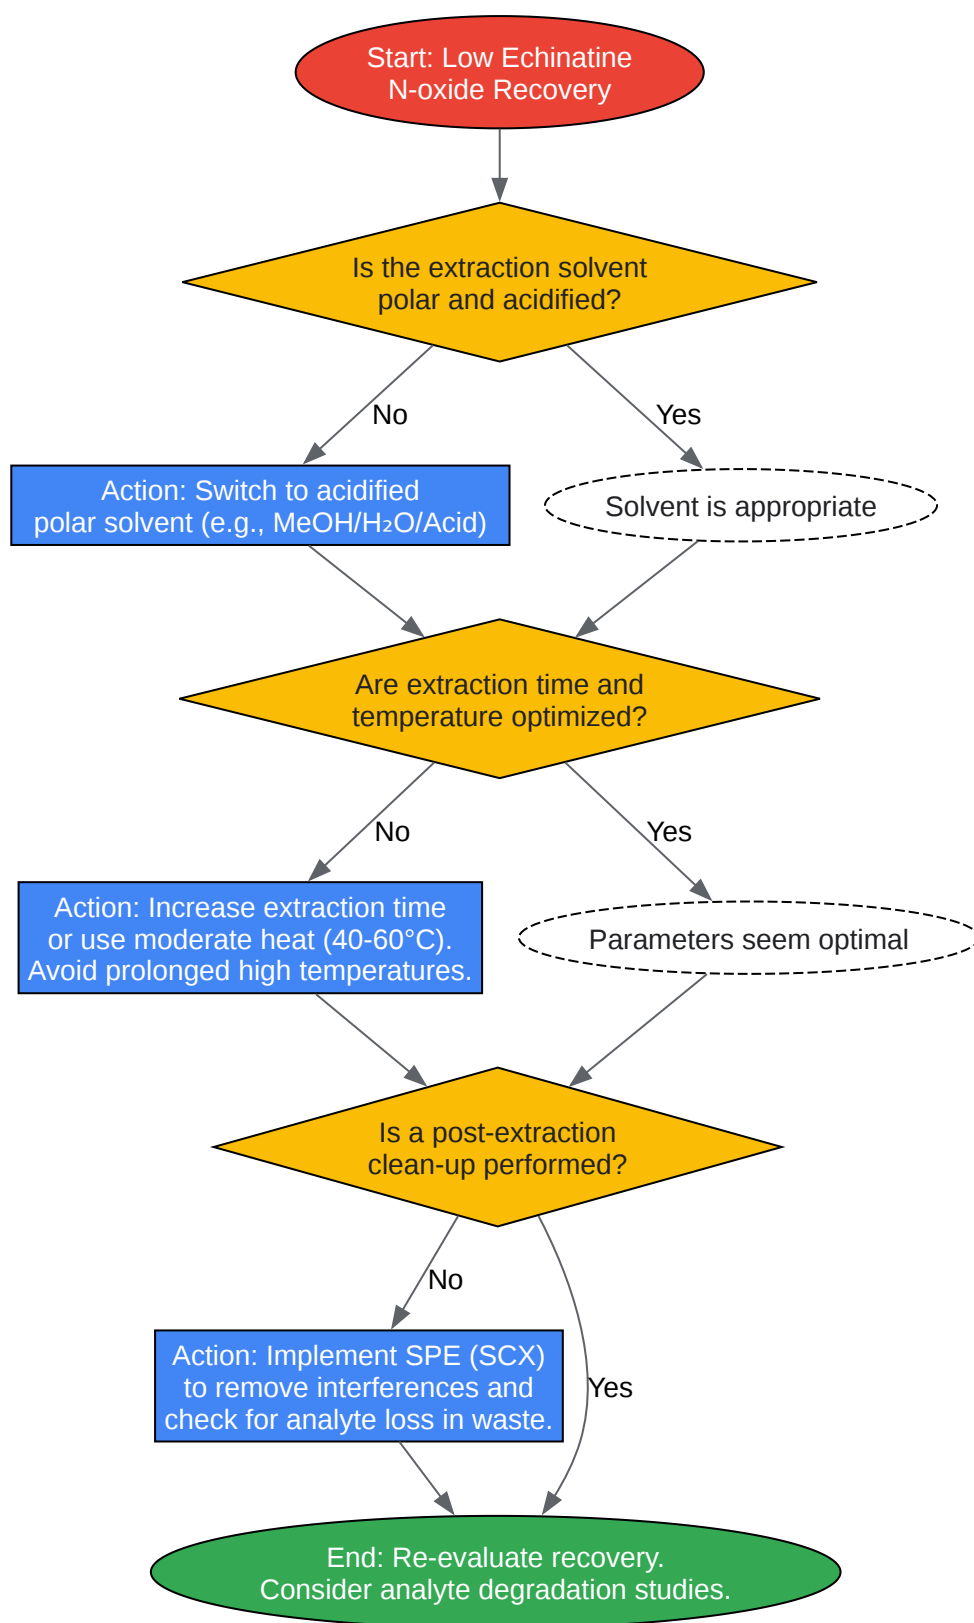 Start: Low Echinatine
N-oxide Recovery
Is the extraction solvent
polar and acidified?
No
Yes
Action: Switch to acidified
polar solvent (e.g., MeOH/H₂O/Acid)
Solvent is appropriate
Are extraction time and
temperature optimized?
No
Yes
Action: Increase extraction time
or use moderate heat (40-60°C).
Avoid prolonged high temperatures.
Parameters seem optimal
Is a post-extraction
clean-up performed?
No
Action: Implement SPE (SCX)
to remove interferences and
check for analyte loss in waste.
Yes
End: Re-evaluate recovery.
Consider analyte degradation studies.